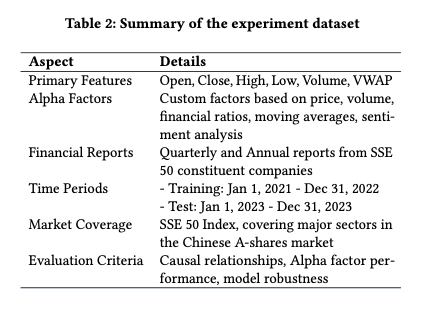 Table 2: Summary of the experiment dataset
Aspect Details
Primary Features Open, Close, High, Low, Volume, VWAP
Alpha Factors Custom factors based on price, volume,
financial ratios, moving averages, senti-
ment analysis
Financial Reports Quarterly and Annual reports from SSE
50 constituent companies
Time Periods - Training: Jan 1, 2021 - Dec 31, 2022
- Test: Jan 1, 2023 - Dec 31, 2023
Market Coverage SSE 50 Index, covering major sectors in
the Chinese A-shares market
Evaluation Criteria Causal relationships, Alpha factor per-
formance, model robustness